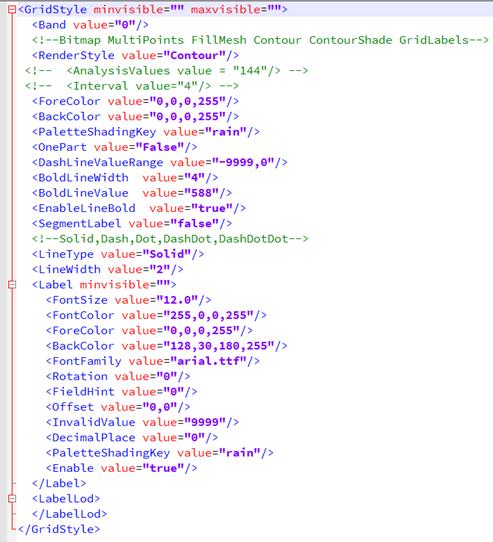 <GridStyle minvisible="" maxvisible="">
<Band value="0"/>
<!--Bitmap MultiPoints FillMesh Contour ContourShade GridLabels-->
<RenderStyle value="Contour"/>
<!--  <AnalysisValues value = "144"/> -->
<!--  <Interval value="4"/> -->
<ForeColor value="0,0,0,255"/>
<BackColor value="0,0,0,255"/>
<PaletteShadingKey value="rain"/>
<OnePart value="False"/>
<DashLineValueRange value="-9999,0"/>
<BoldLineWidth  value="4"/>
<BoldLineValue  value="588"/>
<EnableLineBold  value="true"/>
<SegmentLabel value="false"/>
<!--Solid,Dash,Dot,DashDot,DashDotDot-->
<LineType value="Solid"/>
<LineWidth value="2"/>
<Label minvisible="">
<FontSize value="12.0"/>
<FontColor value="255,0,0,255"/>
<ForeColor value="0,0,0,255"/>
<BackColor value="128,30,180,255"/>
<FontFamily value="arial.ttf"/>
<Rotation value="0"/>
<FieldHint value="0"/>
<Offset value="0,0"/>
<InvalidValue value="9999"/>
<DecimalPlace value="0"/>
<PaletteShadingKey value="rain"/>
<Enable value="true"/>
</Label>
<LabelLod>
</LabelLod>
</GridStyle>